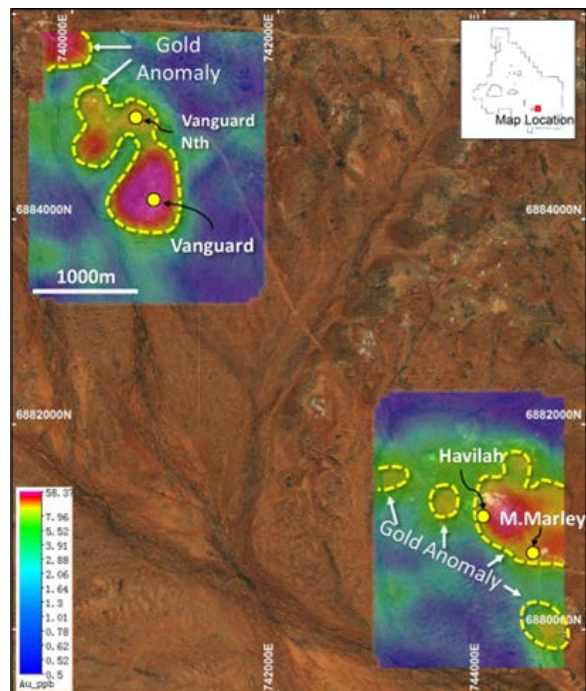 740000E
742000E
Gold
Anomaly
Map Location
Vanguard
Nth
6884000N
6884000N
Vanguard
1000m
6882000N
6882000N
Havilah
M.Marley
Gold Anomaly
58.37
7.96
5.52
3.91
2.88
2.06
1.64
1.3
1.01
0.78
0.62
0.52
0.5
Au_ppb
6880000N
742000E
744000E